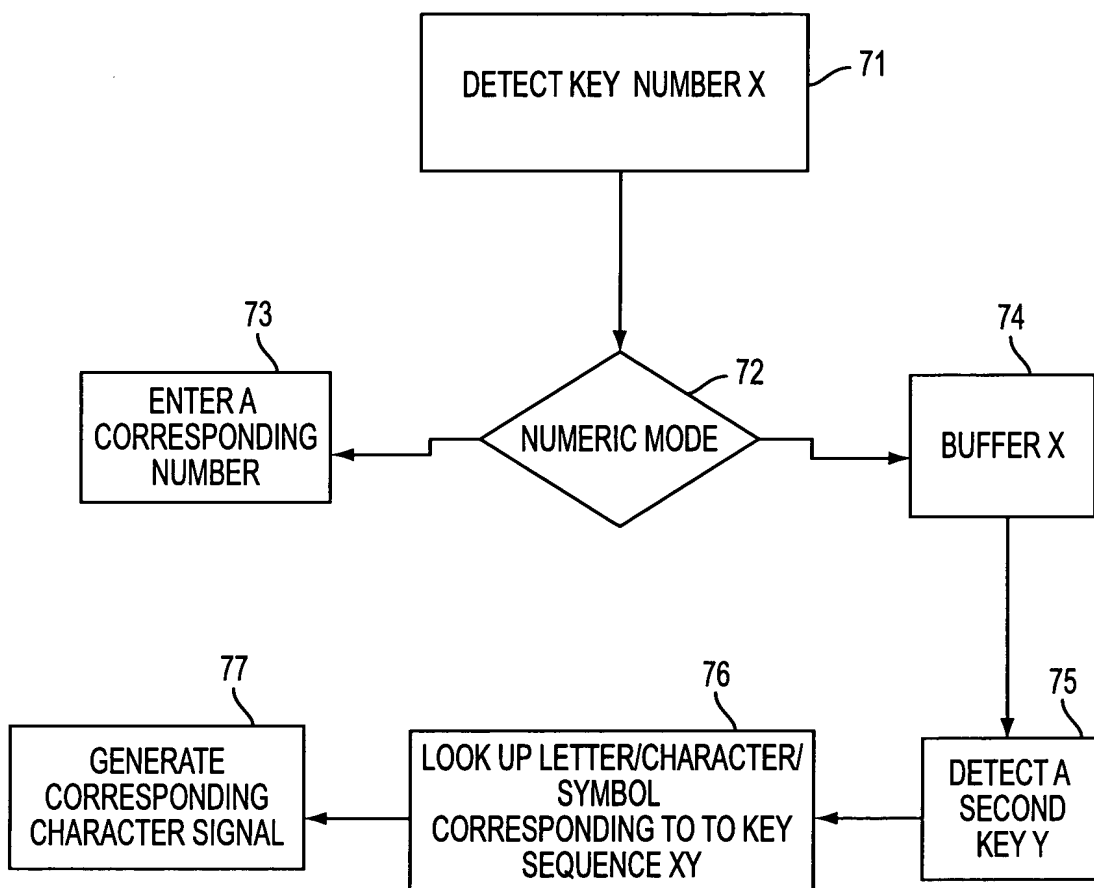 71
DETECT KEY NUMBER X
73
72
74
ENTER A
CORRESPONDING
NUMBER
NUMERIC MODE
BUFFER X
77
76
75
GENERATE
CORRESPONDING
CHARACTER SIGNAL
LOOK UP LETTER/CHARACTER/
SYMBOL
CORRESPONDING TO TO KEY
SEQUENCE XY
DETECT A
SECOND
KEY Y